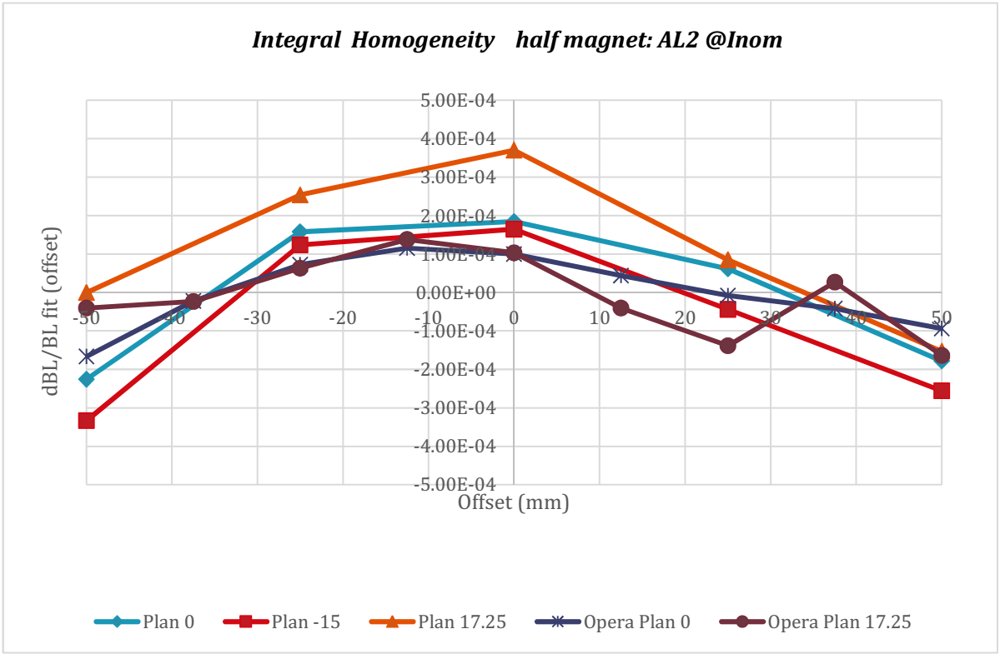 Integral Homogeneity half magnet: AL2 @Inom
5.00E-04
4.00E-04
3.00E-04
2.00E-04
1.00E-04
0.00E+00
-1.00E-04
-2.00E-04
-3.00E-04
-4.00E-04
-5.00E-04
-50 -40 -30 -20 -10 0 10 20 30 40 50
dBL/BL fit (offset)
Offset (mm)
Plan 0 Plan -15 Plan 17.25 Opera Plan 0 Opera Plan 17.25